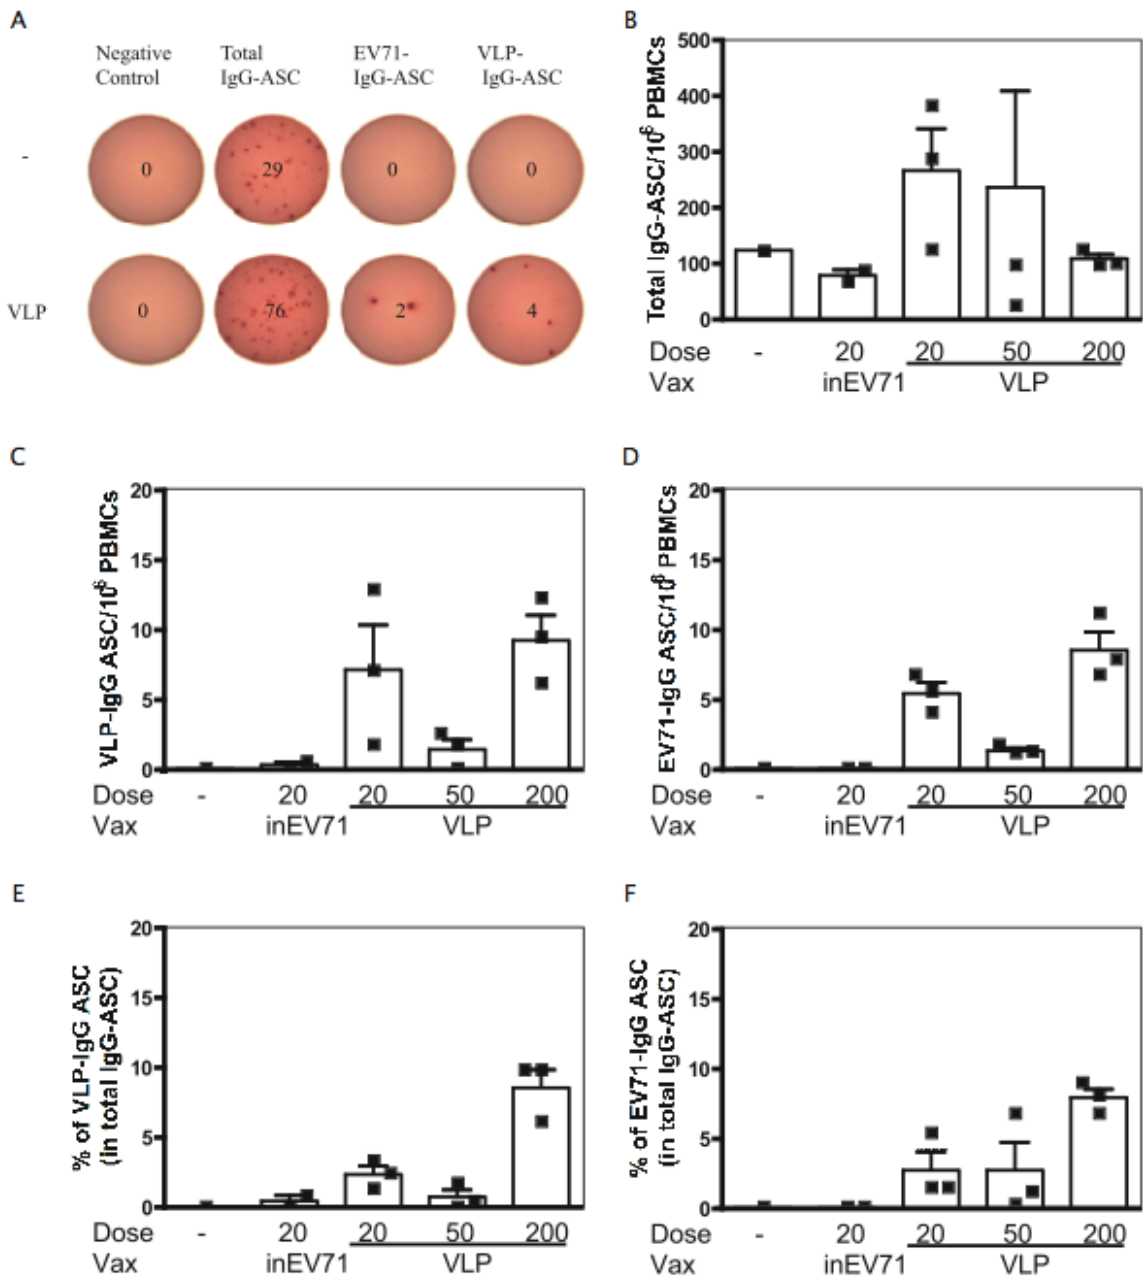 A
Negative Control
Total IgG-ASC
EV71-IgG-ASC
VLP-IgG-ASC
-
0
29
0
0
VLP
0
76
2
4
B
Total IgG-ASC/10⁶ PBMCs
500
400
300
200
100
0
Dose - 20 20 50 200
Vax inEV71 VLP
C
VLP-IgG ASC/10⁶ PBMCs
20
15
10
5
0
Dose - 20 20 50 200
Vax inEV71 VLP
D
EV71-IgG ASC/10⁶ PBMCs
20
15
10
5
0
Dose - 20 20 50 200
Vax inEV71 VLP
E
% of VLP-IgG ASC
(in total IgG-ASC)
20
15
10
5
0
Dose - 20 20 50 200
Vax inEV71 VLP
F
% of EV71-IgG ASC
(in total IgG-ASC)
20
15
10
5
0
Dose - 20 20 50 200
Vax inEV71 VLP